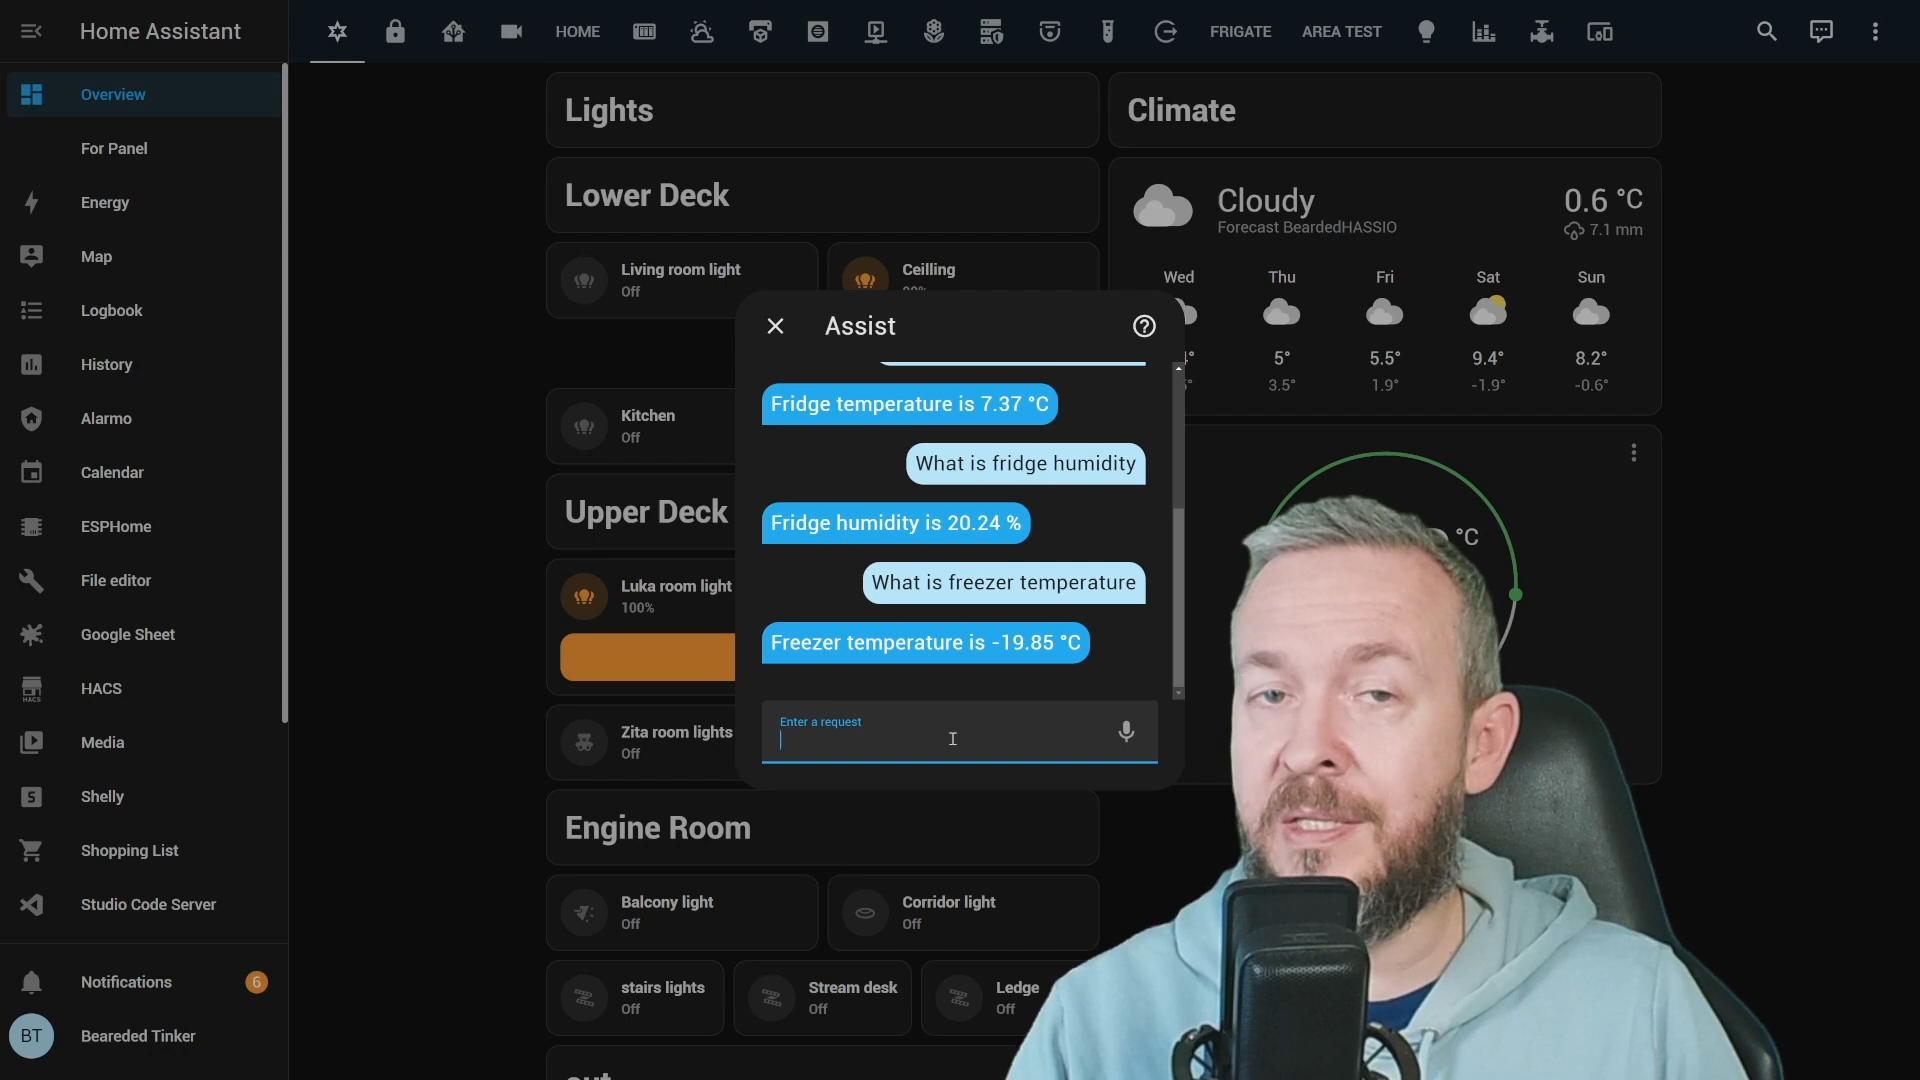 Home Assistant
HOME
FRIGATE
AREA TEST
Overview
For Panel
Energy
Map
Logbook
History
Alarmo
Calendar
ESPHome
File editor
Google Sheet
HACS
HACS
Media
S
Shelly
Shopping List
Studio Code Server
Notifications
6
BT
Beareded Tinker
Lights
Lower Deck
Living room light
Off
Ceilling
Kitchen
Off
Upper Deck
Luka room light
100%
Zita room lights
Off
Engine Room
Balcony light
Off
Corridor light
Off
stairs lights
Off
Stream desk
Off
Ledge
Off
Climate
Cloudy
Forecast BeardedHASSIO
0.6 °C
7.1 mm
Wed
Thu
Fri
Sat
Sun
5°
5.5°
9.4°
8.2°
3.5°
1.9°
-1.9°
-0.6°
°C
Assist
Fridge temperature is 7.37 °C
What is fridge humidity
Fridge humidity is 20.24 %
What is freezer temperature
Freezer temperature is -19.85 °C
Enter a request